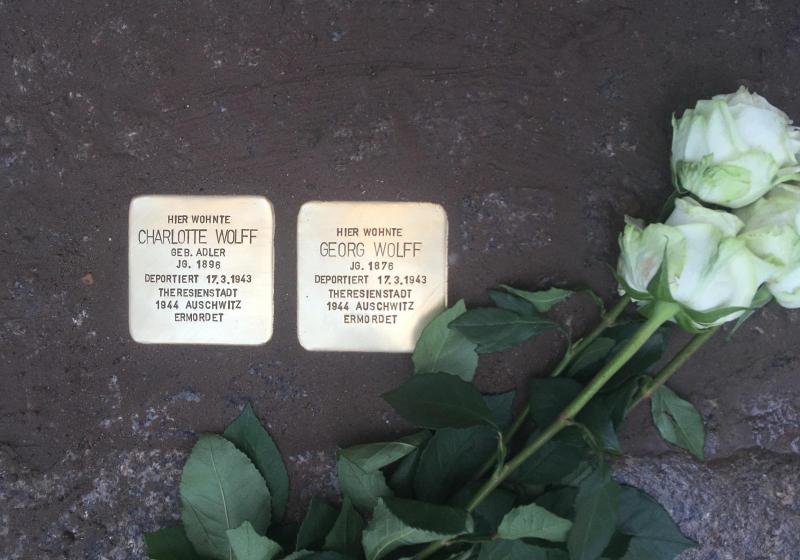 HIER WOHNTE
CHARLOTTE WOLFF
GEB. ADLER
JG. 1896
DEPORTIERT 17.3.1943
THERESIENSTADT
1944 AUSCHWITZ
ERMORDET
HIER WOHNTE
GEORG WOLFF
JG. 1876
DEPORTIERT 17.3.1943
THERESIENSTADT
1944 AUSCHWITZ
ERMORDET